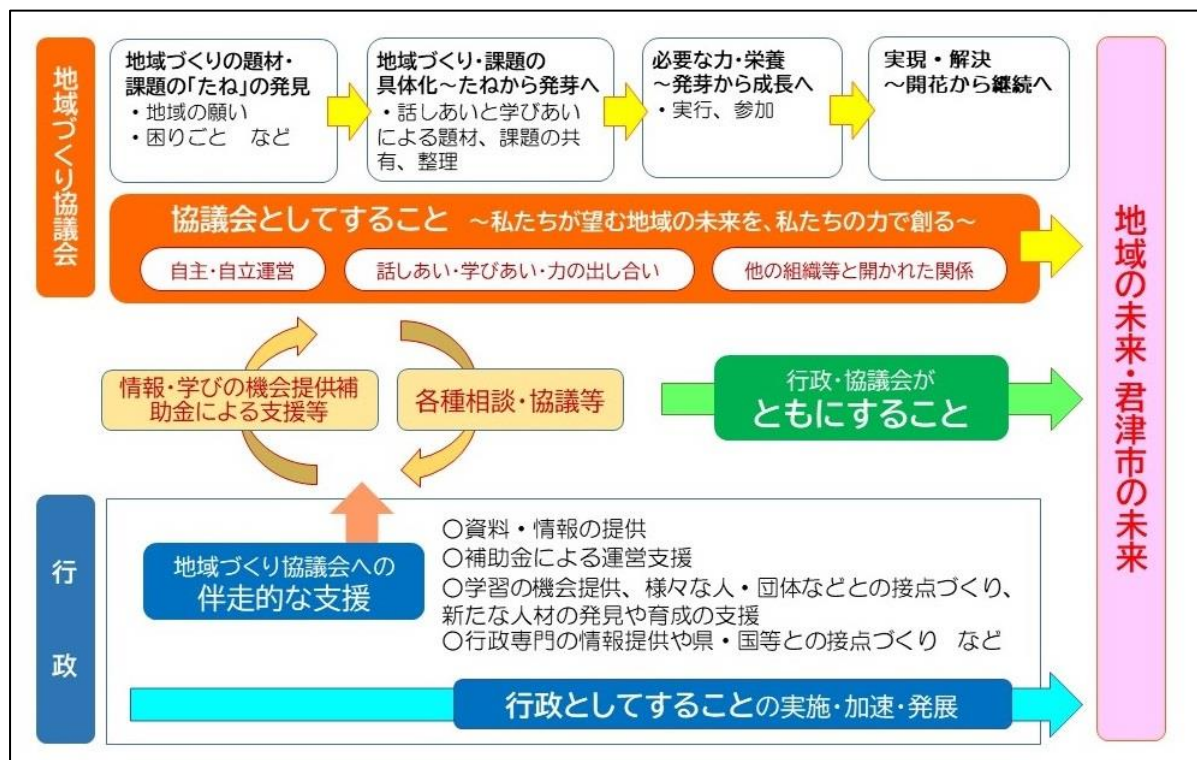 地域づくり協議会
地域づくりの題材・
課題の「たね」の発見
・地域の願い
・困りごと　など
地域づくり・課題の
具体化～たねから発芽へ
・話しあいと学びあい
による題材、課題の共
有、整理
必要な力・栄養
～発芽から成長へ
・実行、参加
実現・解決
～開花から継続へ
協議会としてすること　～私たちが望む地域の未来を、私たちの力で創る～
自主・自立運営
話しあい・学びあい・力の出し合い
他の組織等と開かれた関係
情報・学びの機会提供補
助金による支援等
各種相談・協議等
行政・協議会が
ともにすること
地域の未来・君津市の未来
行政
地域づくり協議会への
伴走的な支援
○資料・情報の提供
○補助金による運営支援
○学習の機会提供、様々な人・団体などとの接点づくり、
新たな人材の発見や育成の支援
○行政専門の情報提供や県・国等との接点づくり　など
行政としてすることの実施・加速・発展